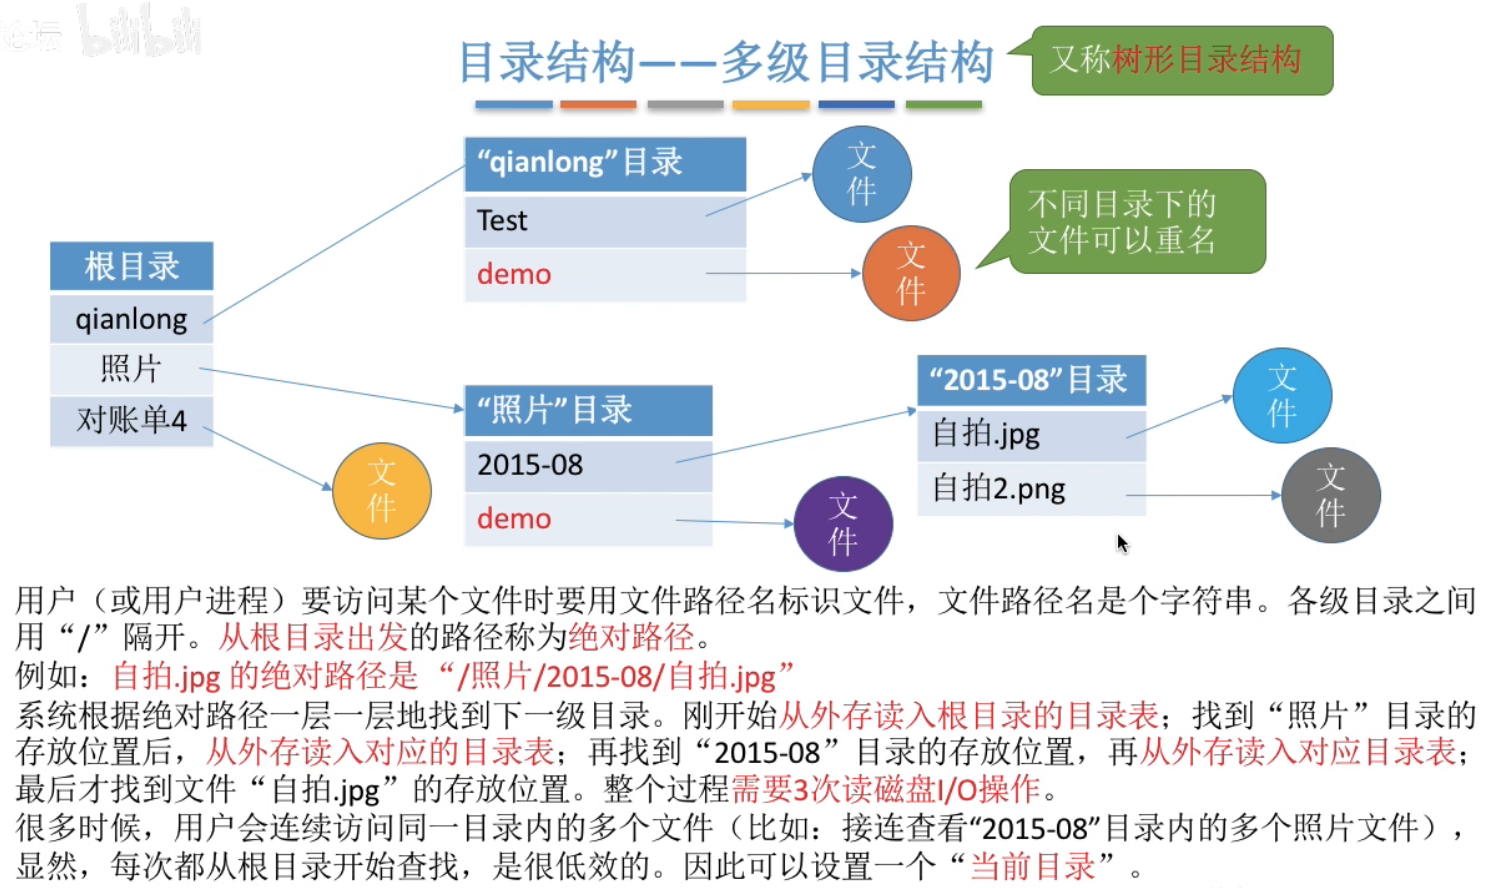 论坛 bilibili
目录结构——多级目录结构
又称树形目录结构
“qianlong”目录
Test
demo
文
件
文
件
不同目录下的
文件可以重名
根目录
qianlong
照片
对账单4
文
件
“照片”目录
2015-08
demo
文
件
“2015-08”目录
自拍.jpg
自拍2.png
文
件
文
件
用户（或用户进程）要访问某个文件时要用文件路径名标识文件，文件路径名是个字符串。各级目录之间
用“/”隔开。从根目录出发的路径称为绝对路径。
例如：自拍.jpg 的绝对路径是 “/照片/2015-08/自拍.jpg”
系统根据绝对路径一层一层地找到下一级目录。刚开始从外存读入根目录的目录表；找到“照片”目录的
存放位置后，从外存读入对应的目录表；再找到“2015-08”目录的存放位置，再从外存读入对应目录表；
最后才找到文件“自拍.jpg”的存放位置。整个过程需要3次读磁盘I/O操作。
很多时候，用户会连续访问同一目录内的多个文件（比如：接连查看“2015-08”目录内的多个照片文件），
显然，每次都从根目录开始查找，是很低效的。因此可以设置一个“当前目录”。